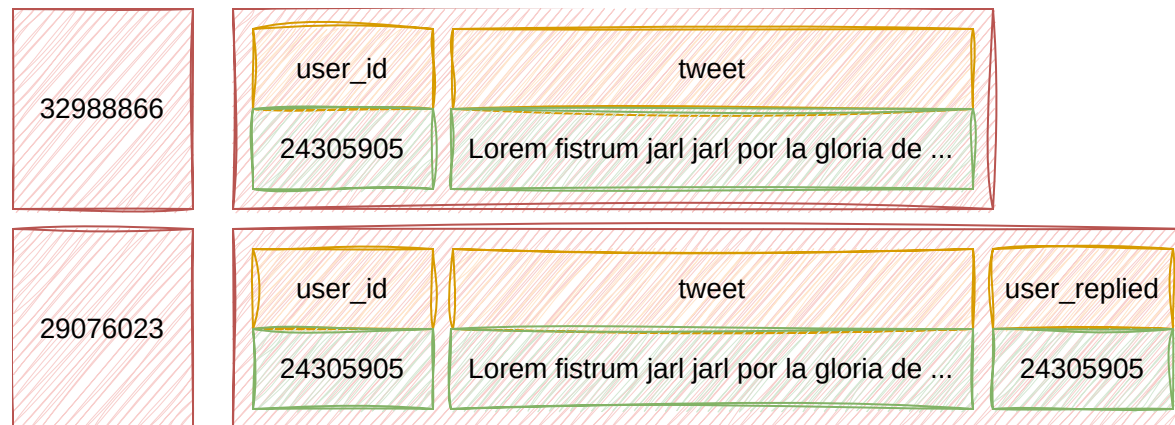 32988866
user_id
tweet
24305905
Lorem fistrum jarl jarl por la gloria de ...
29076023
user_id
tweet
user_replied
24305905
Lorem fistrum jarl jarl por la gloria de ...
24305905